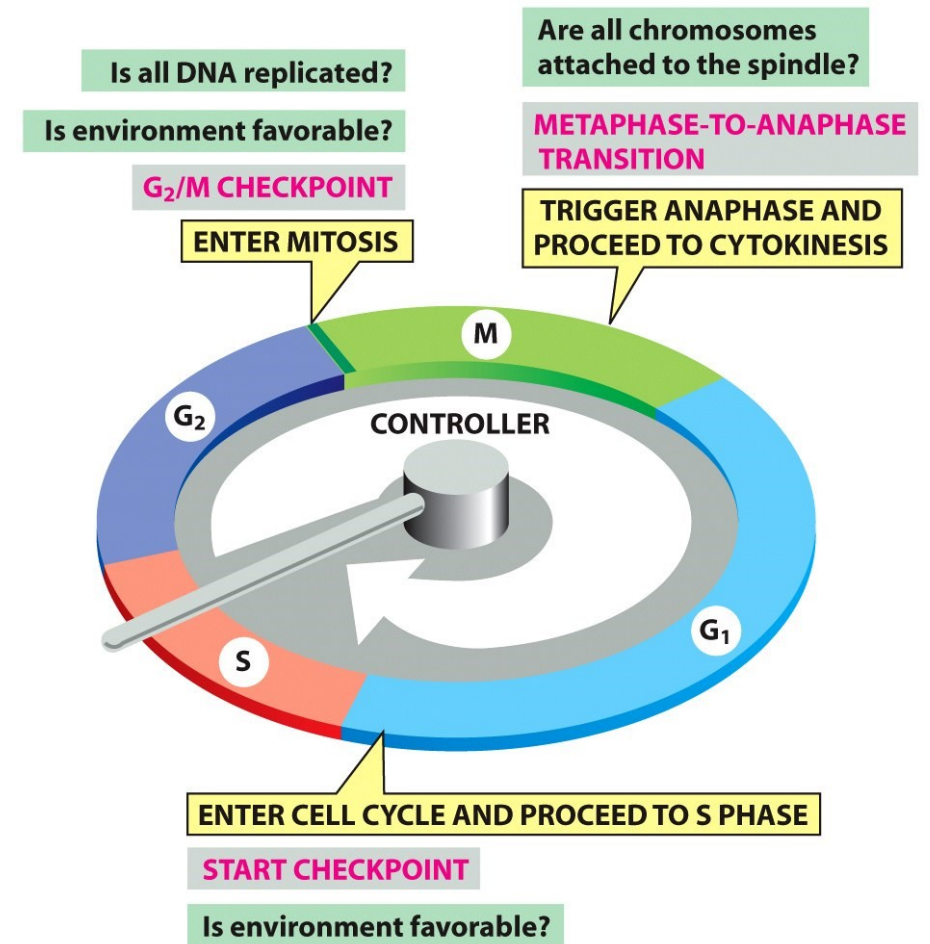 Is all DNA replicated?
Is environment favorable?
G₂/M CHECKPOINT
ENTER MITOSIS
Are all chromosomes
attached to the spindle?
METAPHASE-TO-ANAPHASE
TRANSITION
TRIGGER ANAPHASE AND
PROCEED TO CYTOKINESIS
M
G₂
CONTROLLER
G₁
S
ENTER CELL CYCLE AND PROCEED TO S PHASE
START CHECKPOINT
Is environment favorable?